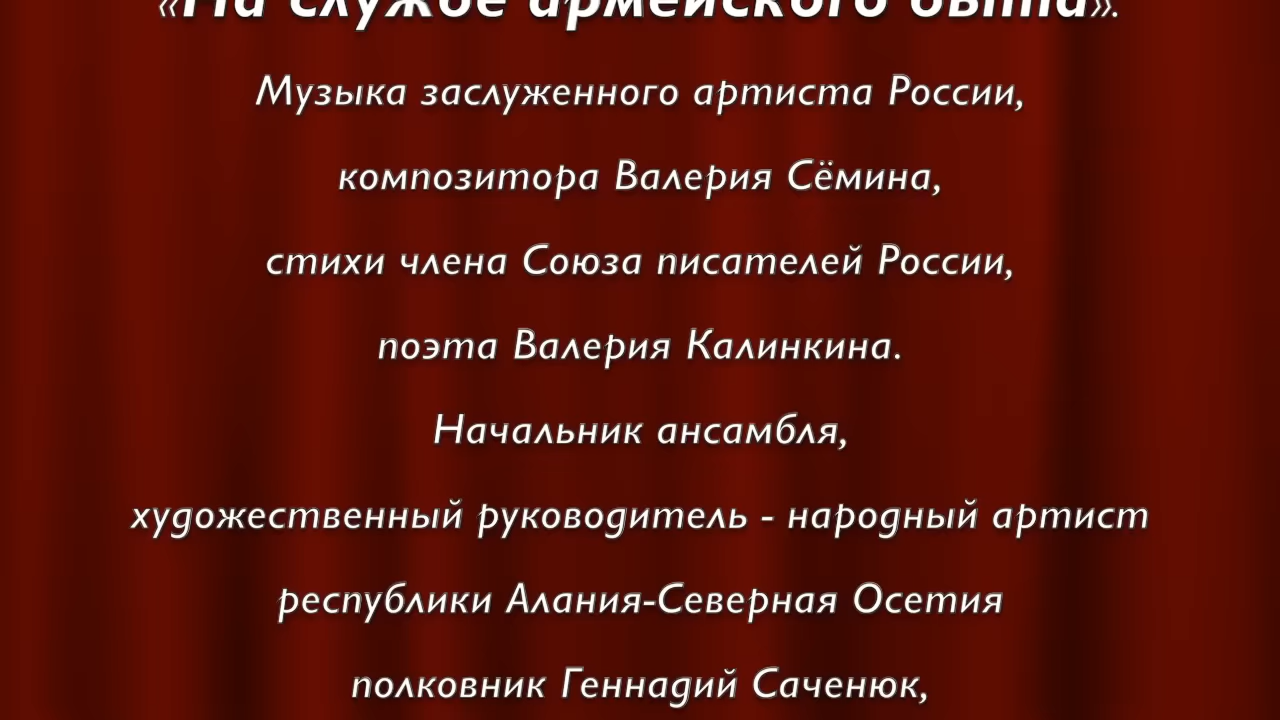 «На службе армейского быта».
Музыка заслуженного артиста России,
композитора Валерия Сёмина,
стихи члена Союза писателей России,
поэта Валерия Калинкина.
Начальник ансамбля,
художественный руководитель - народный артист
республики Алания-Северная Осетия
полковник Геннадий Саченюк,